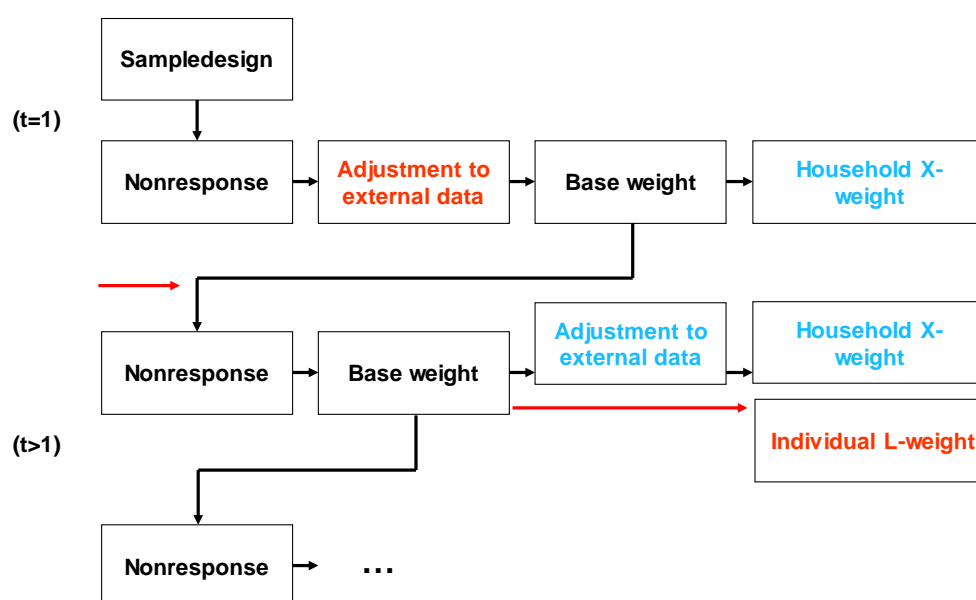 Sampledesign
(t=1)
Nonresponse
Adjustment to
external data
Base weight
Household X-
weight
Nonresponse
Base weight
Adjustment to
external data
Household X-
weight
(t>1)
Individual L-weight
Nonresponse
...